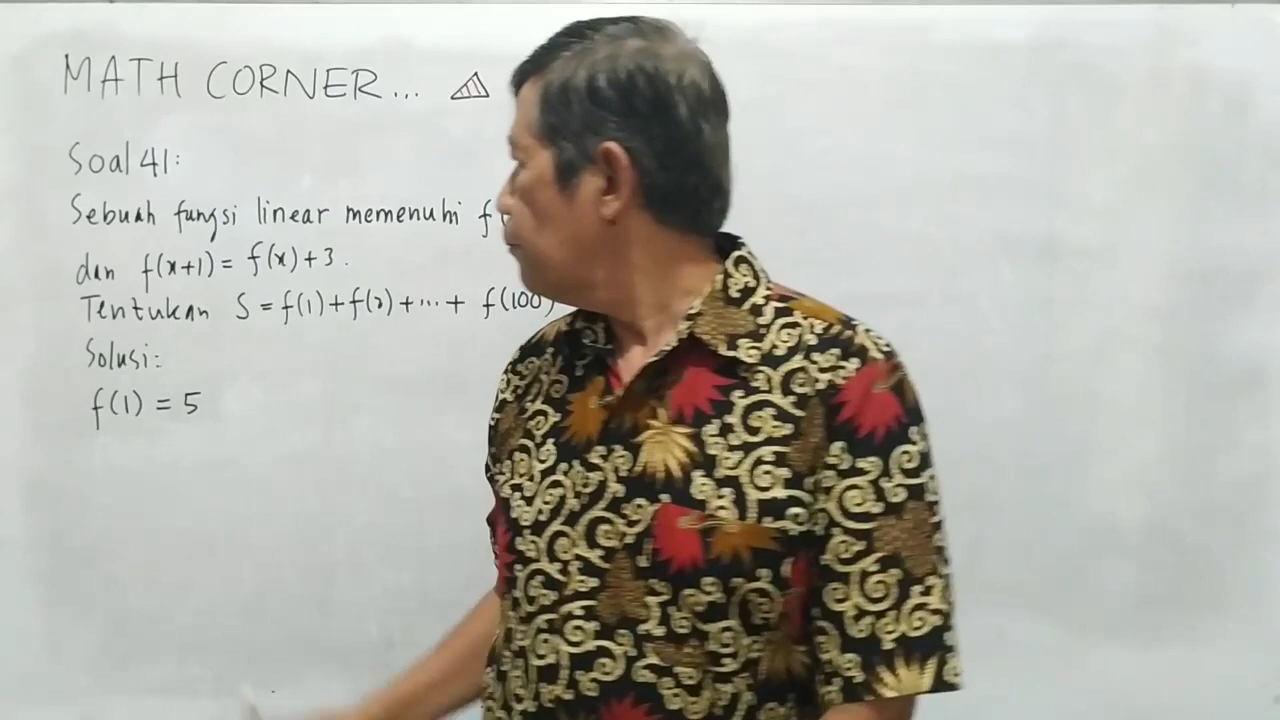 MATH CORNER...
Soal 41:
Sebuah fungsi linear memenuhi f
dan f(x+1) = f(x)+3.
Tentukan S = f(1)+f(2)+...+ f(100)
Solusi:
f(1) = 5